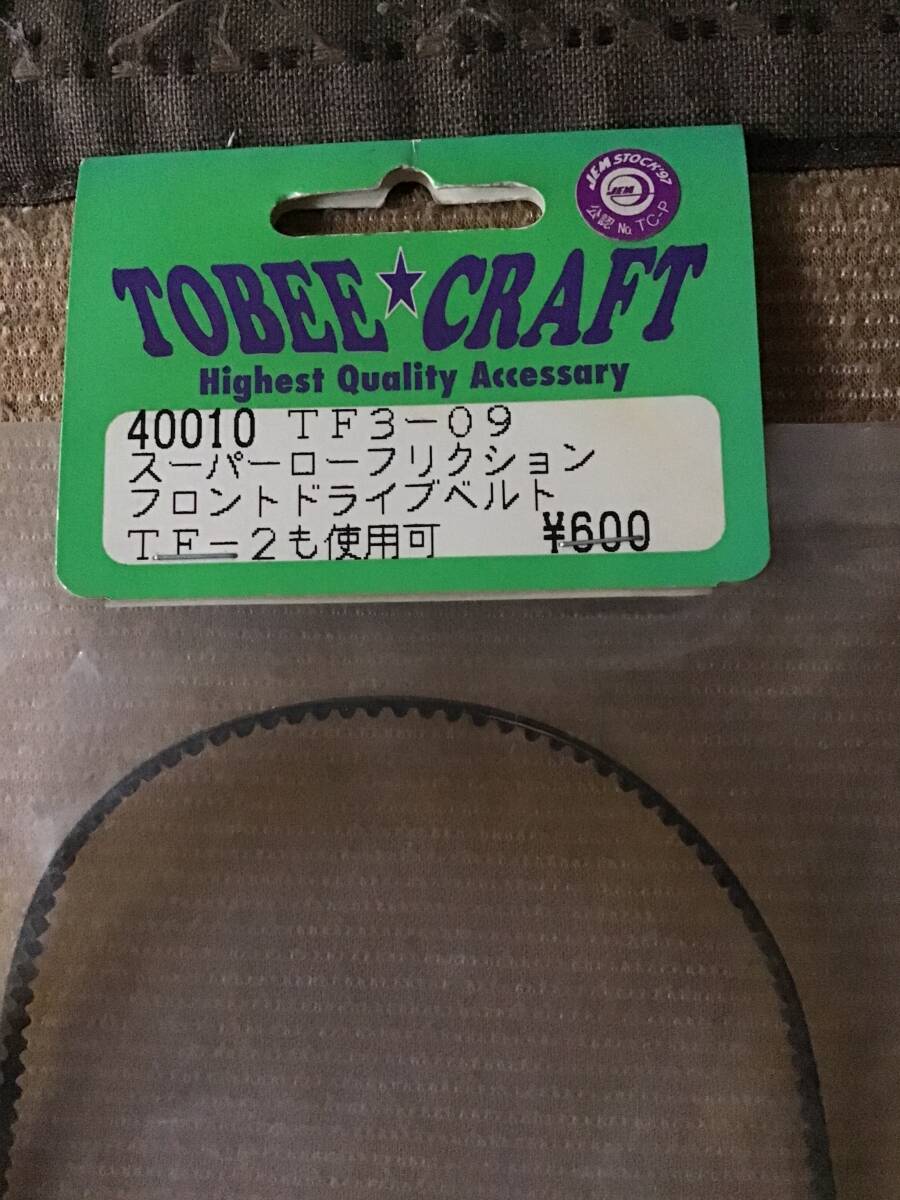 JEM STOCK'97
JEM
公認 No. TC-P
TOBEE★CRAFT
Highest Quality Accessary
40010 TF3-09
スーパーローフリクション
フロントドライブベルト
TF-2も使用可 ¥600